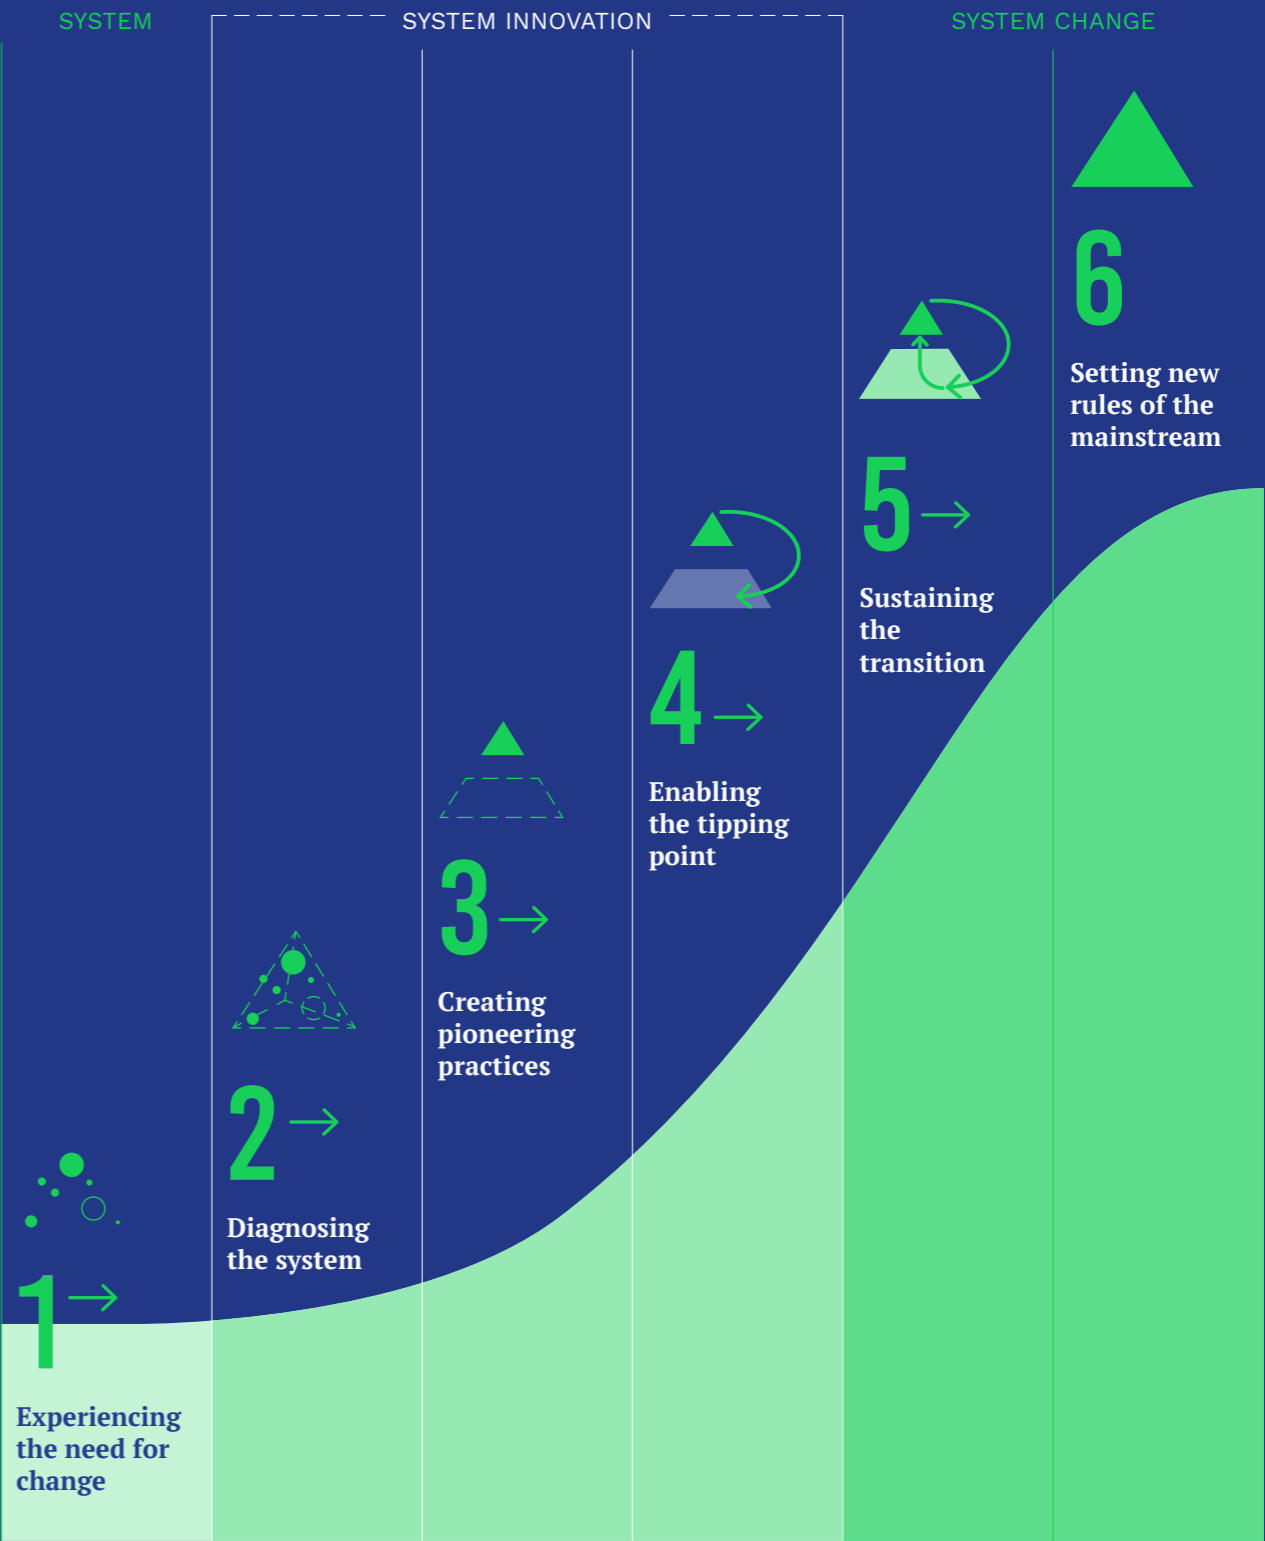 SYSTEM
SYSTEM INNOVATION
SYSTEM CHANGE
1
Experiencing
the need for
change
2
Diagnosing
the system
3
Creating
pioneering
practices
4
Enabling
the tipping
point
5
Sustaining
the
transition
6
Setting new
rules of the
mainstream